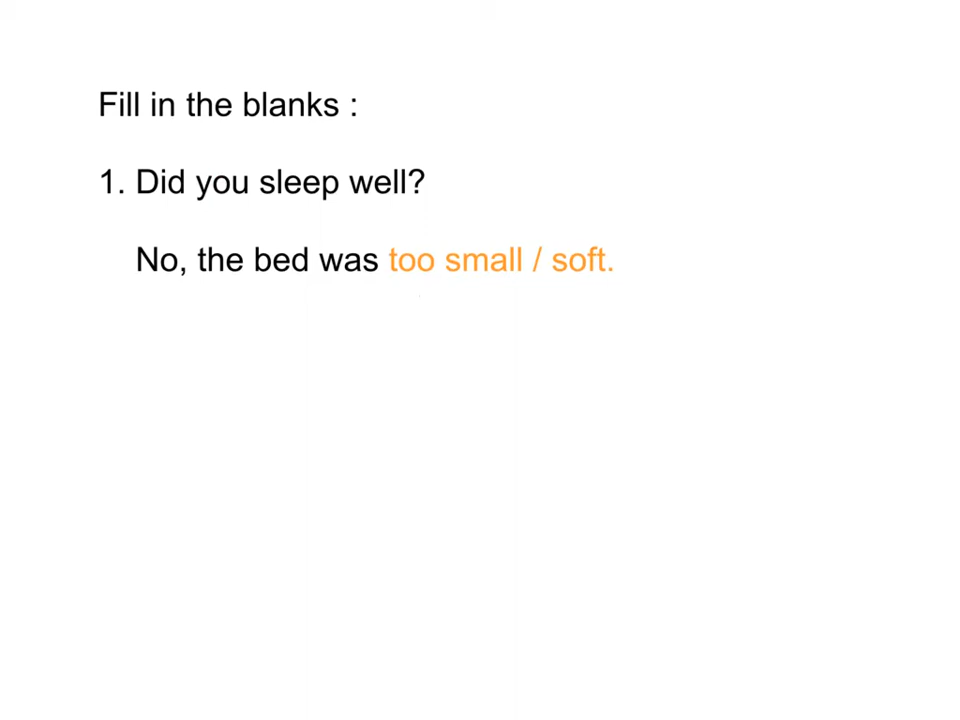 Fill in the blanks :
1. Did you sleep well?
No, the bed was too small / soft.